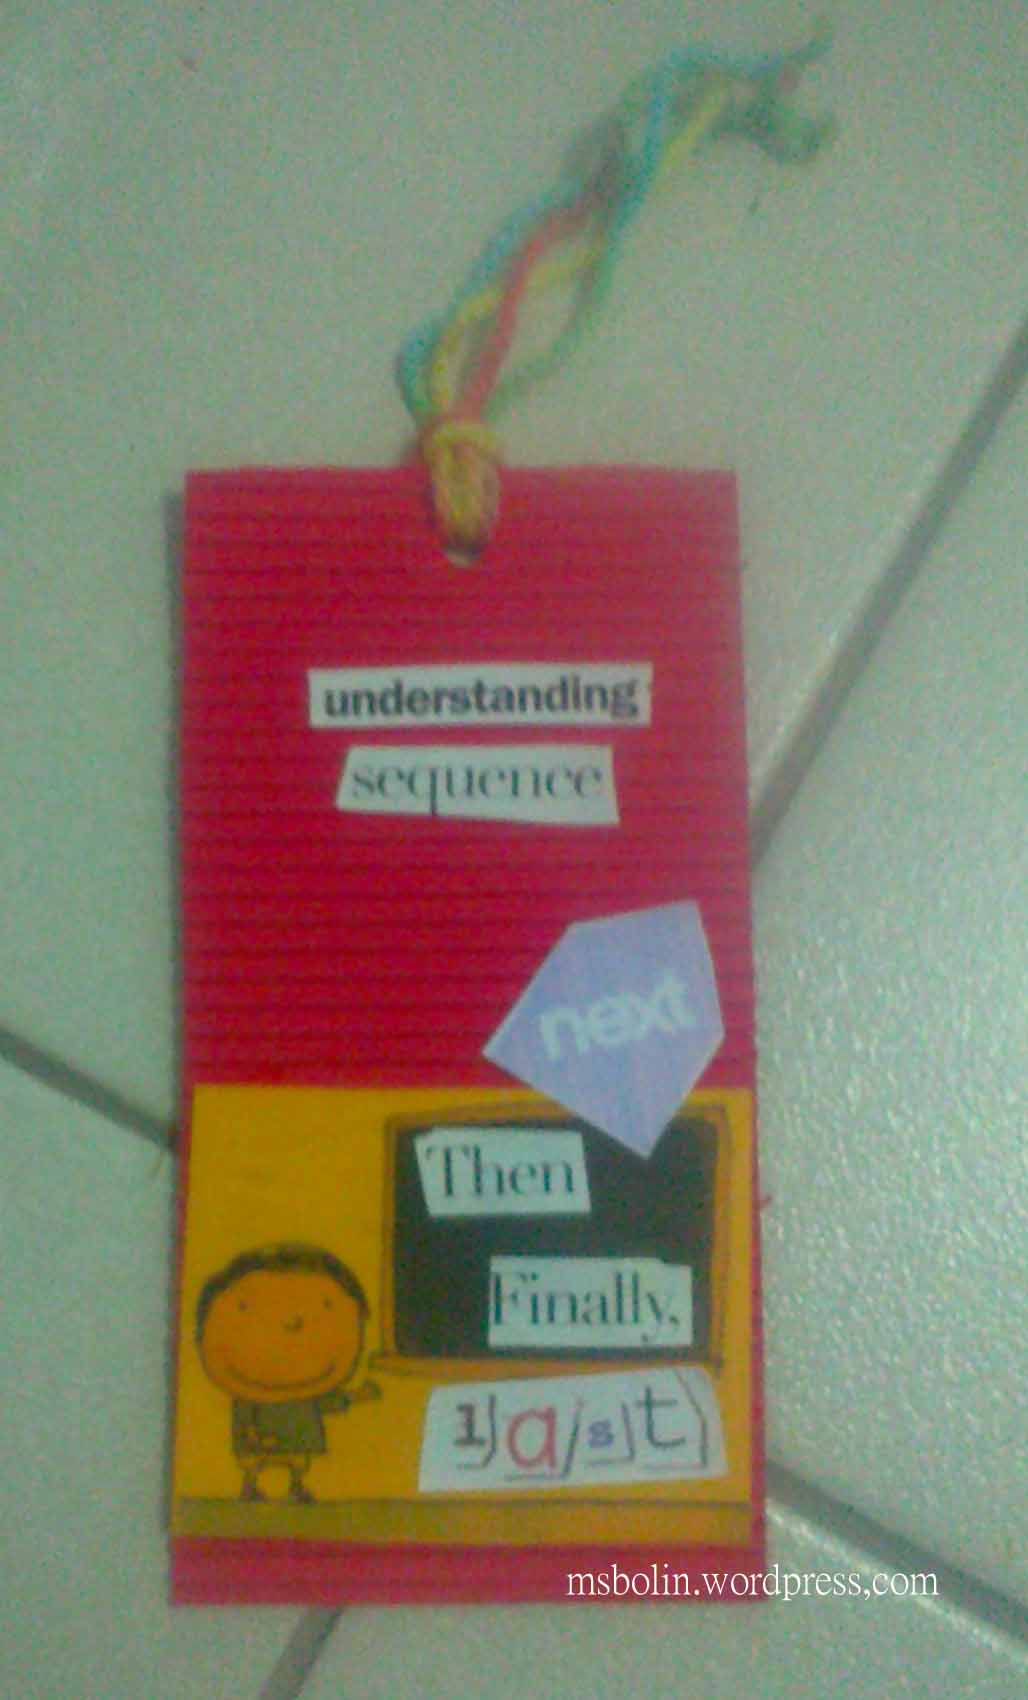 understanding
sequence
next
Then
Finally,
last
msbolin.wordpress,com